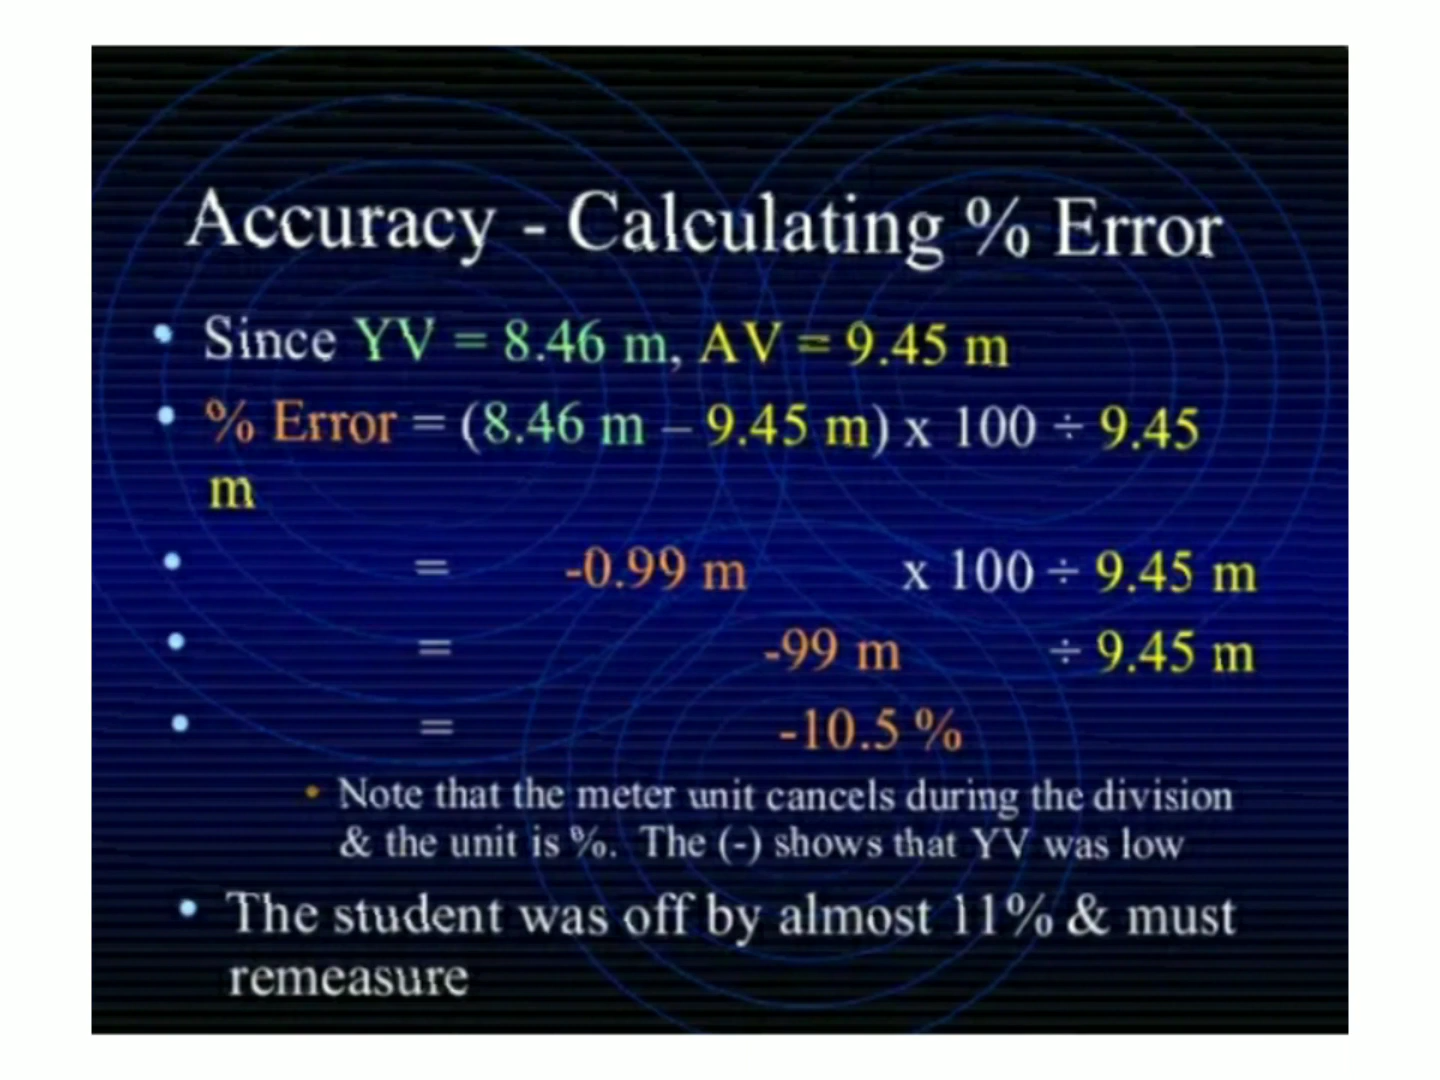 Accuracy - Calculating % Error
• Since YV = 8.46 m, AV = 9.45 m
• % Error = (8.46 m – 9.45 m) x 100 ÷ 9.45
m
• = -0.99 m x 100 ÷ 9.45 m
• = -99 m ÷ 9.45 m
• = -10.5 %
• Note that the meter unit cancels during the division
& the unit is %. The (-) shows that YV was low
• The student was off by almost 11% & must
remeasure